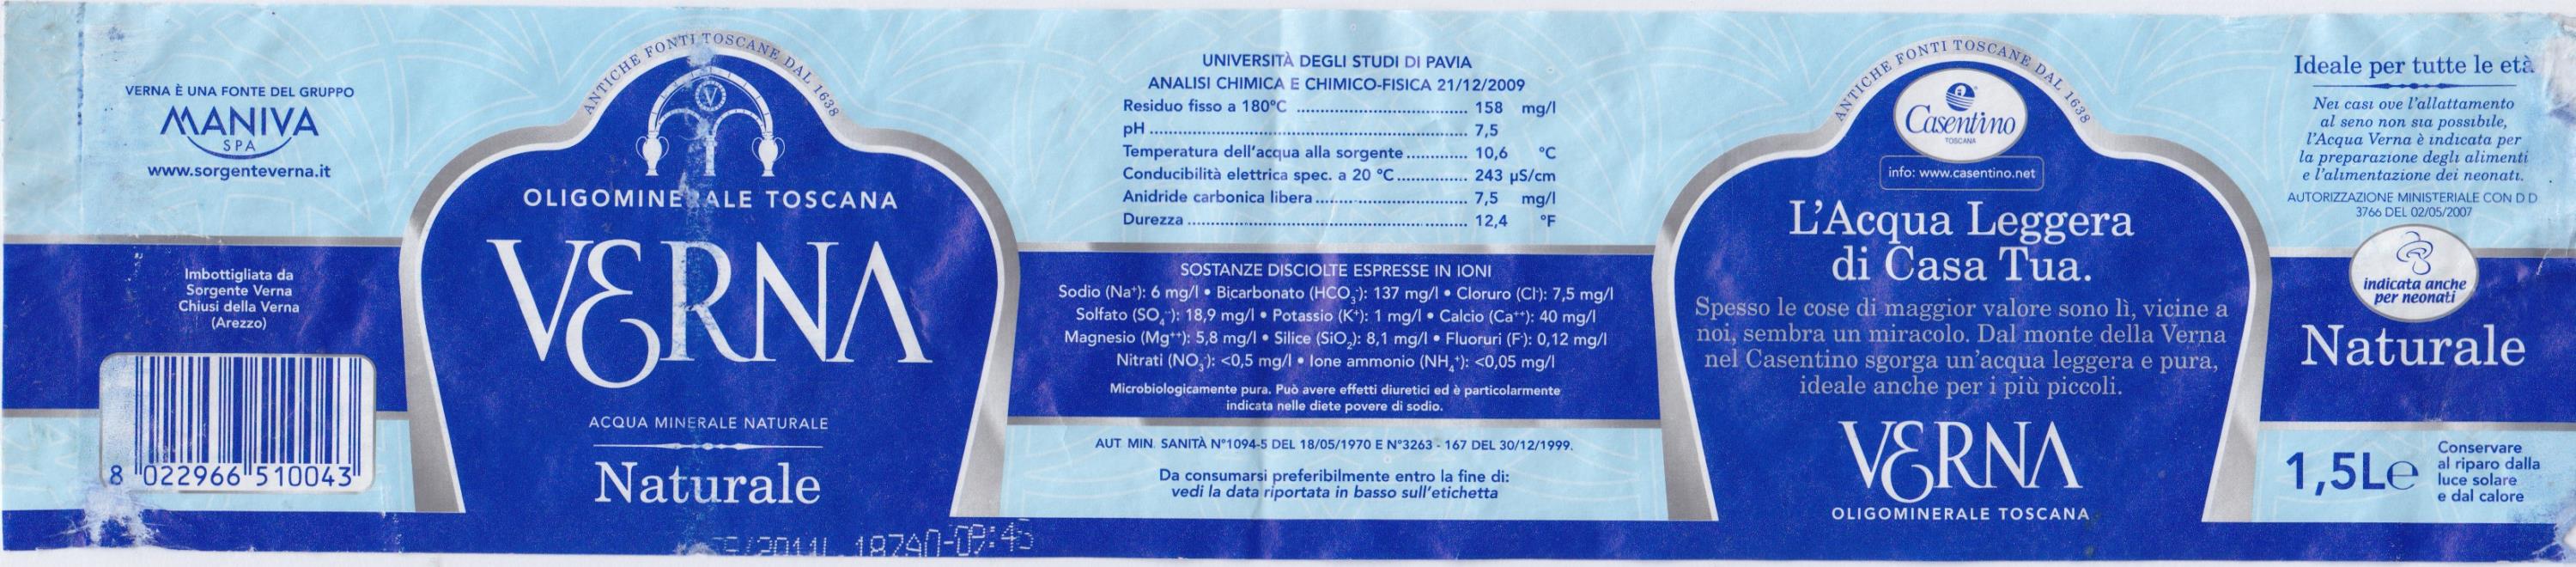 VERNA È UNA FONTE DEL GRUPPO
MANIVA
SPA
www.sorgenteverna.it
Imbottigliata da
Sorgente Verna
Chiusi della Verna
(Arezzo)
8 022966 510043
ANTICHE FONTI TOSCANE DAL 1638
V
OLIGOMINERALE TOSCANA
VERNA
ACQUA MINERALE NATURALE
Naturale
/2011L 187A0-09:45
UNIVERSITÀ DEGLI STUDI DI PAVIA
ANALISI CHIMICA E CHIMICO-FISICA 21/12/2009
Residuo fisso a 180°C ........................................ 158 mg/l
pH ........................................ 7,5
Temperatura dell'acqua alla sorgente ............. 10,6 °C
Conducibilità elettrica spec. a 20 °C............... 243 µS/cm
Anidride carbonica libera ................................... 7,5 mg/l
Durezza ........................................ 12,4 °F
SOSTANZE DISCIOLTE ESPRESSE IN IONI
Sodio (Na⁺): 6 mg/l • Bicarbonato (HCO₃⁻): 137 mg/l • Cloruro (Cl⁻): 7,5 mg/l
Solfato (SO₄⁻⁻): 18,9 mg/l • Potassio (K⁺): 1 mg/l • Calcio (Ca⁺⁺): 40 mg/l
Magnesio (Mg⁺⁺): 5,8 mg/l • Silice (SiO₂): 8,1 mg/l • Fluoruri (F⁻): 0,12 mg/l
Nitrati (NO₃⁻): <0,5 mg/l • Ione ammonio (NH₄⁺): <0,05 mg/l
Microbiologicamente pura. Può avere effetti diuretici ed è particolarmente
indicata nelle diete povere di sodio.
AUT MIN. SANITÀ N°1094-5 DEL 18/05/1970 E N°3263 - 167 DEL 30/12/1999.
Da consumarsi preferibilmente entro la fine di:
vedi la data riportata in basso sull'etichetta
ANTICHE FONTI TOSCANE DAL 1638
Casentino
TOSCANA
info: www.casentino.net
L'Acqua Leggera
di Casa Tua.
Spesso le cose di maggior valore sono lì, vicine a
noi, sembra un miracolo. Dal monte della Verna
nel Casentino sgorga un'acqua leggera e pura,
ideale anche per i più piccoli.
VERNA
OLIGOMINERALE TOSCANA
Ideale per tutte le età
Nei casi ove l'allattamento
al seno non sia possibile,
l'Acqua Verna è indicata per
la preparazione degli alimenti
e l'alimentazione dei neonati.
AUTORIZZAZIONE MINISTERIALE CON D D
3766 DEL 02/05/2007
indicata anche
per neonati
Naturale
1,5L℮
Conservare
al riparo dalla
luce solare
e dal calore